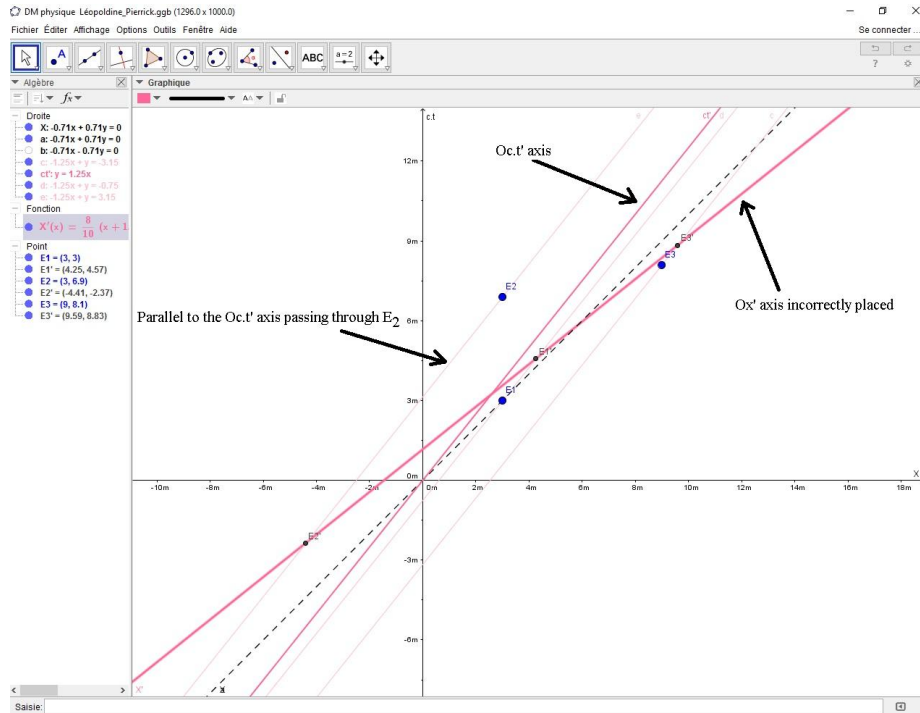 DM physique Léopoldine_Pierrick.ggb (1296.0 x 1000.0)
Fichier Éditer Affichage Options Outils Fenêtre Aide
Se connecter ...
A
ABC
a=2
?
Algèbre
Graphique
fx
AA
Droite
X: -0.71x + 0.71y = 0
a: -0.71x + 0.71y = 0
b: -0.71x - 0.71y = 0
c: -1.25x + y = -3.15
ct': y = 1.25x
d: -1.25x + y = -0.75
e: -1.25x + y = 3.15
Fonction
X'(x) = 8/10 (x + 1
Point
E1 = (3, 3)
E1' = (4.25, 4.57)
E2 = (3, 6.9)
E2' = (-4.41, -2.37)
E3 = (9, 8.1)
E3' = (9.59, 8.83)
c.t
e
ct'
d
c
12m
Oc.t' axis
9m
E3'
E3
E2
Ox' axis incorrectly placed
Parallel to the Oc.t' axis passing through E2
6m
E1'
E1
3m
0m
X
-10m -8m -6m -4m -2m 0m 2m 4m 6m 8m 10m 12m 14m 16m 18m
E2'
-6m
X'
Saisie: